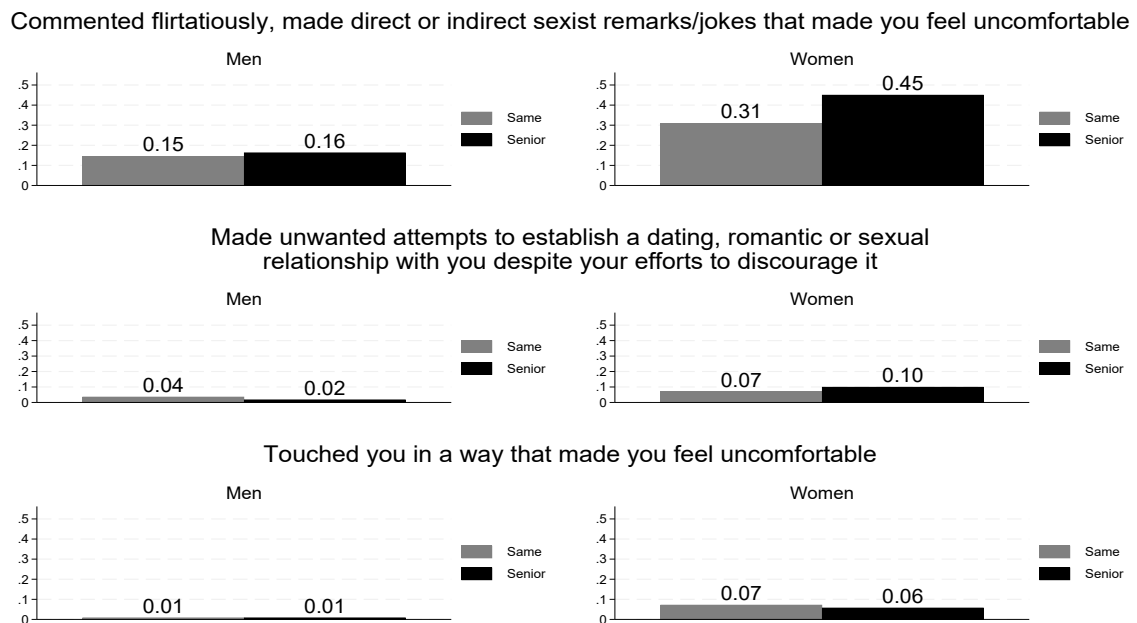 Commented flirtatiously, made direct or indirect sexist remarks/jokes that made you feel uncomfortable
Men
.5
.4
.3
.2
.1
0
0.15
0.16
Same
Senior
Women
.5
.4
.3
.2
.1
0
0.31
0.45
Same
Senior
Made unwanted attempts to establish a dating, romantic or sexual
relationship with you despite your efforts to discourage it
Men
.5
.4
.3
.2
.1
0
0.04
0.02
Same
Senior
Women
.5
.4
.3
.2
.1
0
0.07
0.10
Same
Senior
Touched you in a way that made you feel uncomfortable
Men
.5
.4
.3
.2
.1
0
0.01
0.01
Same
Senior
Women
.5
.4
.3
.2
.1
0
0.07
0.06
Same
Senior